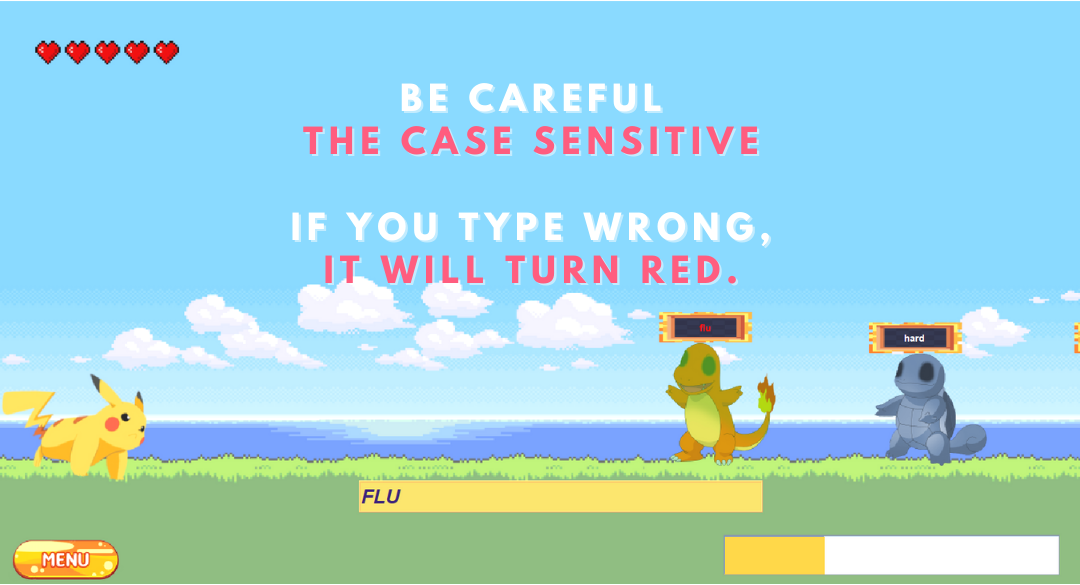 BE CAREFUL
THE CASE SENSITIVE
IF YOU TYPE WRONG,
IT WILL TURN RED.
flu
hard
FLU
MENU